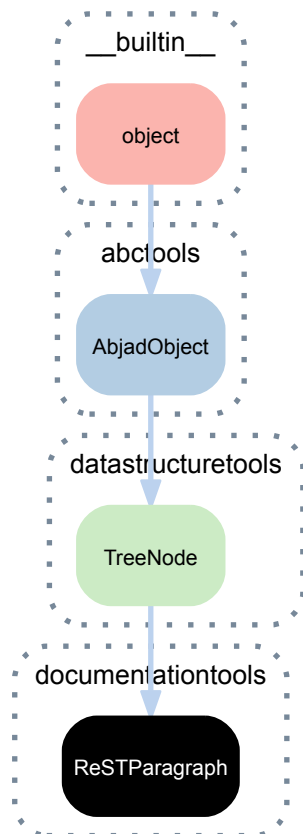 __builtin__
object
abctools
AbjadObject
datastructuretools
TreeNode
documentationtools
ReSTParagraph